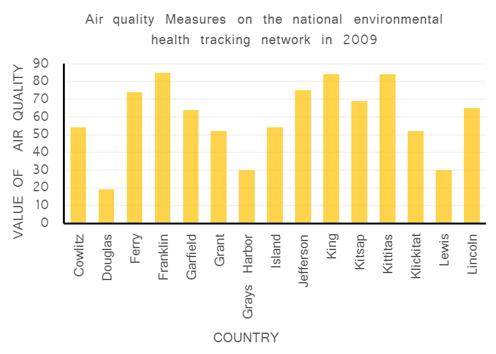 Air quality Measures on the national environmental
health tracking network in 2009
VALUE OF AIR QUALITY
90
80
70
60
50
40
30
20
10
0
Cowlitz
Douglas
Ferry
Franklin
Garfield
Grant
Grays Harbor
Island
Jefferson
King
Kitsap
Kittitas
Klickitat
Lewis
Lincoln
COUNTRY